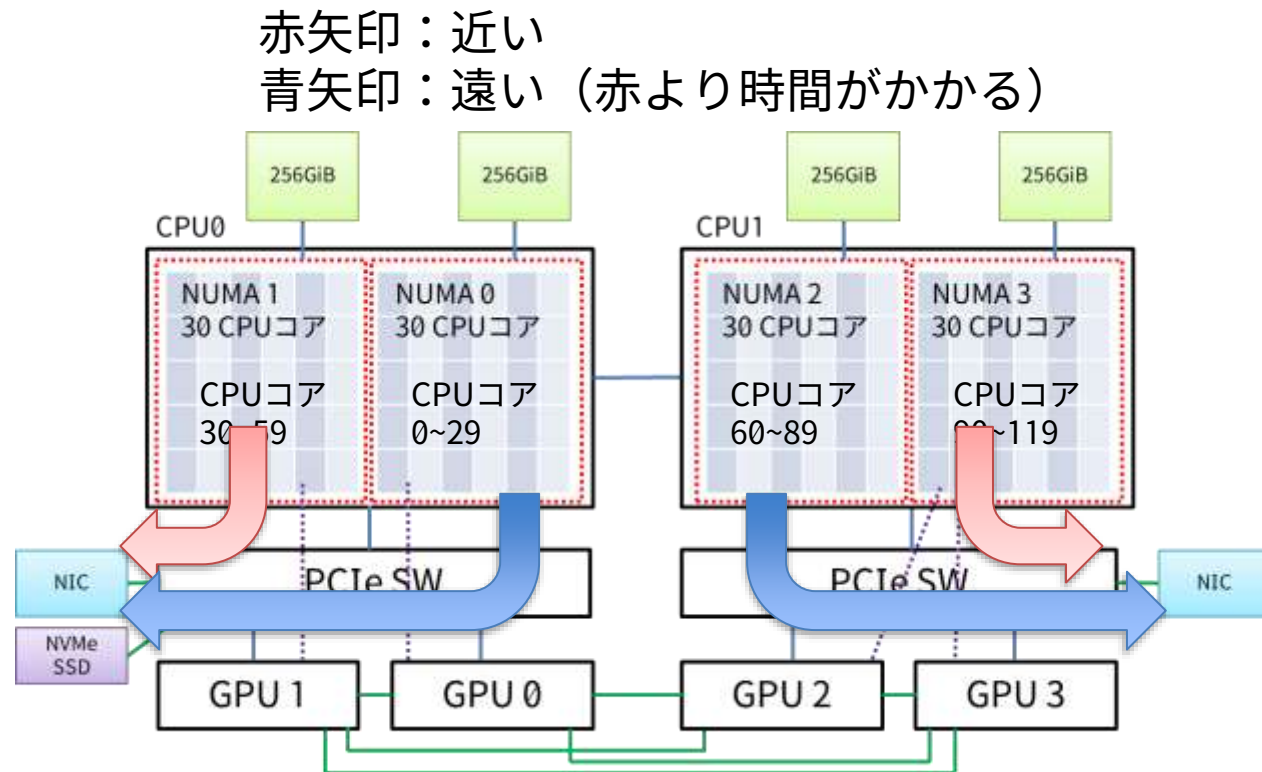 赤矢印：近い
青矢印：遠い（赤より時間がかかる）
256GiB
256GiB
256GiB
256GiB
CPU0
CPU1
NUMA 1
30 CPUコア
CPUコア
30~59
NUMA 0
30 CPUコア
CPUコア
0~29
NUMA 2
30 CPUコア
CPUコア
60~89
NUMA 3
30 CPUコア
CPUコア
90~119
NIC
PCIe SW
PCIe SW
NIC
NVMe
SSD
GPU 1
GPU 0
GPU 2
GPU 3